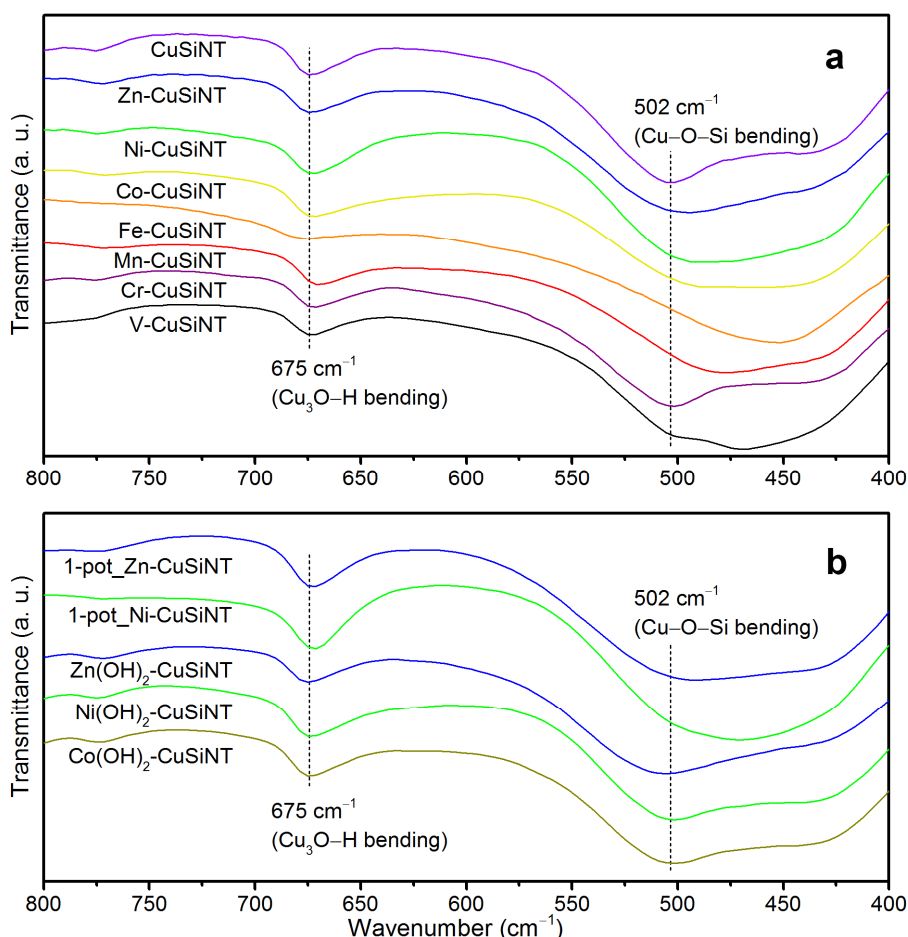 a
CuSiNT
Zn-CuSiNT
Ni-CuSiNT
Co-CuSiNT
Fe-CuSiNT
Mn-CuSiNT
Cr-CuSiNT
V-CuSiNT
502 cm⁻¹
(Cu–O–Si bending)
675 cm⁻¹
(Cu₃O–H bending)
Transmittance (a. u.)
800 750 700 650 600 550 500 450 400
b
1-pot_Zn-CuSiNT
1-pot_Ni-CuSiNT
Zn(OH)₂-CuSiNT
Ni(OH)₂-CuSiNT
Co(OH)₂-CuSiNT
502 cm⁻¹
(Cu–O–Si bending)
675 cm⁻¹
(Cu₃O–H bending)
Transmittance (a. u.)
800 750 700 650 600 550 500 450 400
Wavenumber (cm⁻¹)